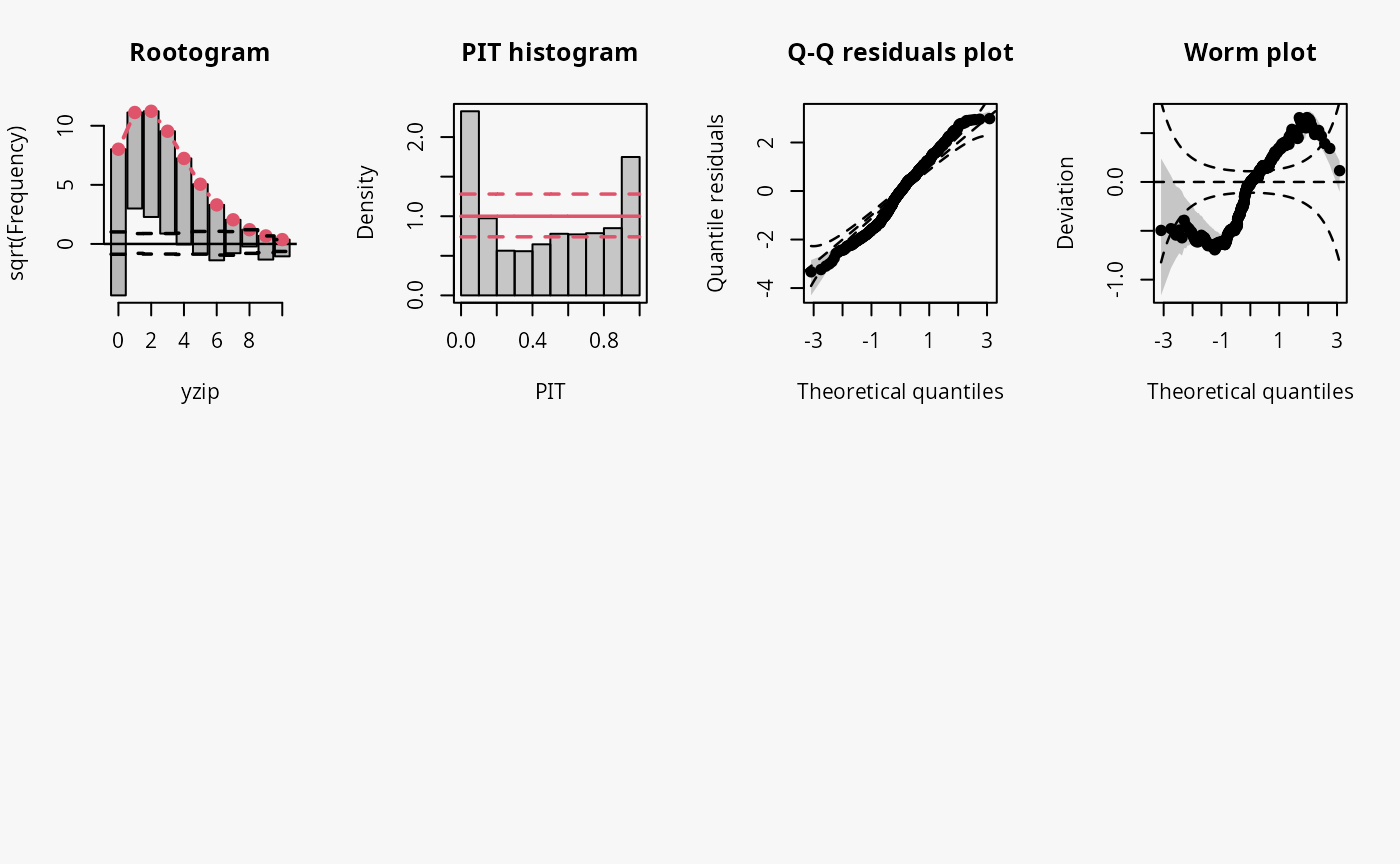 Rootogram
sqrt(Frequency)
10
5
0
0 2 4 6 8
yzip
PIT histogram
Density
2.0
1.0
0.0
0.0 0.4 0.8
PIT
Q-Q residuals plot
Quantile residuals
2
0
-2
-4
-3 -1 1 3
Theoretical quantiles
Worm plot
Deviation
0.0
-1.0
-3 -1 1 3
Theoretical quantiles